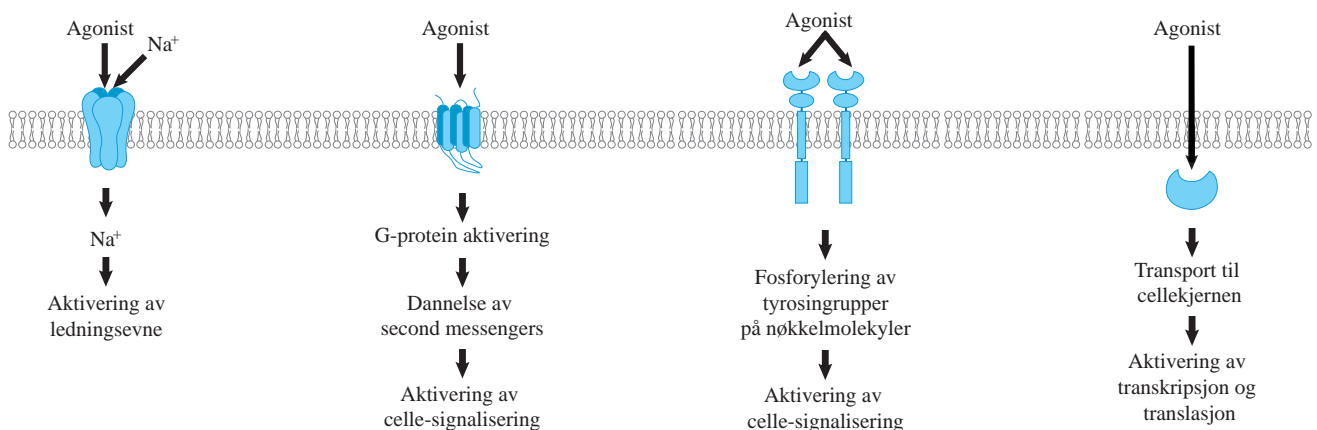 Agonist
Na⁺
Na⁺
Aktivering av
ledningsevne
Agonist
G-protein aktivering
Dannelse av
second messengers
Aktivering av
celle-signalisering
Agonist
Fosforylering av
tyrosingrupper
på nøkkelmolekyler
Aktivering av
celle-signalisering
Agonist
Transport til
cellekjernen
Aktivering av
transkripsjon og
translasjon